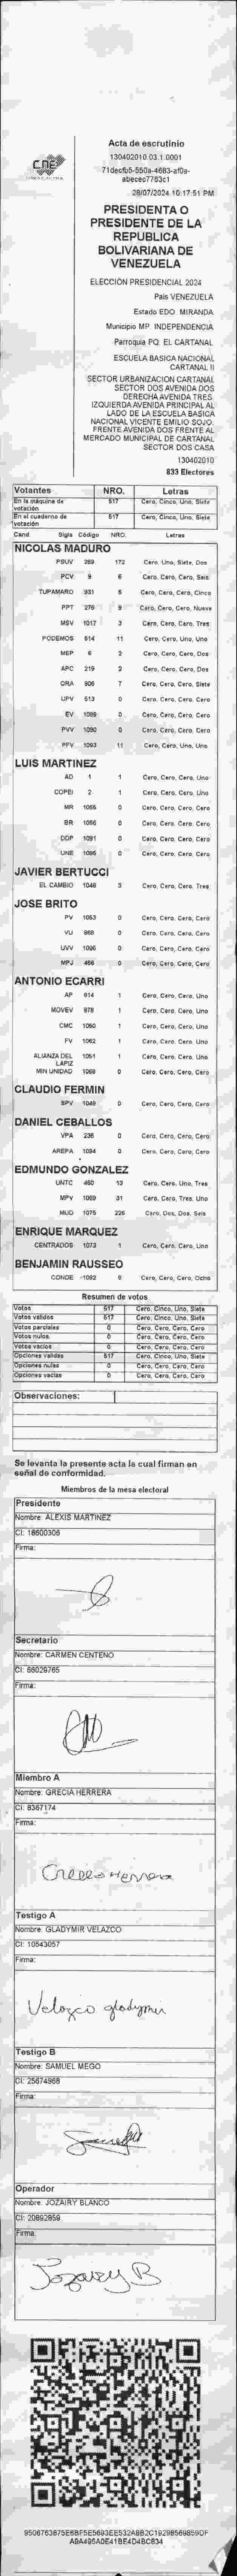 Acta de escrutinio
130402010.03.1.0001
28/07/2024 10:17:51 PM
CNE
PRESIDENTA O
PRESIDENTE DE LA
REPUBLICA
BOLIVARIANA DE
VENEZUELA
ELECCIÓN PRESIDENCIAL 2024
País VENEZUELA
Estado EDO. MIRANDA
Municipio MP. INDEPENDENCIA
Parroquia PQ. EL CARTANAL
ESCUELA BASICA NACIONAL
CARTANAL II
SECTOR URBANIZACION CARTANAL
SECTOR DOS AVENIDA DOS
DERECHA AVENIDA TRES.
IZQUIERDA AVENIDA PRINCIPAL AL
LADO DE LA ESCUELA BASICA
NACIONAL VICENTE EMILIO SOJO.
FRENTE AVENIDA DOS FRENTE AL
MERCADO MUNICIPAL DE CARTANAL
SECTOR DOS CASA
130402010
833 Electores
Votantes NRO. Letras
En la máquina de votación 517 Cero, Cinco, Uno, Siete
En el cuaderno de votación 517 Cero, Cinco, Uno, Siete
Cand. Sigla Código NRO. Letras
NICOLAS MADURO
PSUV 269 172 Cero, Uno, Siete, Dos
PCV 9 6 Cero, Cero, Cero, Seis
TUPAMARO 931 5 Cero, Cero, Cero, Cinco
PPT 276 9 Cero, Cero, Cero, Nueve
MSV 1017 3 Cero, Cero, Cero, Tres
PODEMOS 514 11 Cero, Cero, Uno, Uno
MEP 6 2 Cero, Cero, Cero, Dos
APC 219 2 Cero, Cero, Cero, Dos
ORA 906 7 Cero, Cero, Cero, Siete
UPV 513 0 Cero, Cero, Cero, Cero
EV 1089 0 Cero, Cero, Cero, Cero
PVV 1090 0 Cero, Cero, Cero, Cero
PFV 1093 11 Cero, Cero, Uno, Uno
LUIS MARTINEZ
AD 1 1 Cero, Cero, Cero, Uno
COPEI 2 1 Cero, Cero, Cero, Uno
MR 1065 0 Cero, Cero, Cero, Cero
BR 1086 0 Cero, Cero, Cero, Cero
DDP 1091 0 Cero, Cero, Cero, Cero
UNE 1095 0 Cero, Cero, Cero, Cero
JAVIER BERTUCCI
EL CAMBIO 1048 3 Cero, Cero, Cero, Tres
JOSE BRITO
PV 1053 0 Cero, Cero, Cero, Cero
VU 968 0 Cero, Cero, Cero, Cero
UVV 1096 0 Cero, Cero, Cero, Cero
MPJ 456 0 Cero, Cero, Cero, Cero
ANTONIO ECARRI
AP 914 1 Cero, Cero, Cero, Uno
MOVEV 978 1 Cero, Cero, Cero, Uno
CMC 1060 1 Cero, Cero, Cero, Uno
FV 1062 1 Cero, Cero, Cero, Uno
ALIANZA DEL LAPIZ 1051 1 Cero, Cero, Cero, Uno
MIN UNIDAD 1069 0 Cero, Cero, Cero, Cero
CLAUDIO FERMIN
SPV 1049 0 Cero, Cero, Cero, Cero
DANIEL CEBALLOS
VPA 236 0 Cero, Cero, Cero, Cero
AREPA 1094 0 Cero, Cero, Cero, Cero
EDMUNDO GONZALEZ
UNTC 460 13 Cero, Cero, Uno, Tres
MPV 1069 31 Cero, Cero, Tres, Uno
MUD 1075 226 Cero, Dos, Dos, Seis
ENRIQUE MARQUEZ
CENTRADOS 1073 1 Cero, Cero, Cero, Uno
BENJAMIN RAUSSEO
CONDE 1092 8 Cero, Cero, Cero, Ocho
Resumen de votos
Votos 517 Cero, Cinco, Uno, Siete
Votos válidos 517 Cero, Cinco, Uno, Siete
Votos parciales 0 Cero, Cero, Cero, Cero
Votos nulos 0 Cero, Cero, Cero, Cero
Votos vacíos 0 Cero, Cero, Cero, Cero
Opciones válidas 517 Cero, Cinco, Uno, Siete
Opciones nulas 0 Cero, Cero, Cero, Cero
Opciones vacías 0 Cero, Cero, Cero, Cero
Observaciones:
Se levanta la presente acta la cual firman en
señal de conformidad.
Miembros de la mesa electoral
Presidente
Nombre: ALEXIS MARTINEZ
CI: 18600306
Firma:
Secretario
Nombre: CARMEN CENTENO
CI: 66029765
Firma:
Miembro A
Nombre: GRECIA HERRERA
CI: 8367174
Firma:
Herrera
Testigo A
Nombre: GLADYMIR VELAZCO
CI: 10543057
Firma:
Velazco gladymir
Testigo B
Nombre: SAMUEL MEGO
CI: 25674968
Firma:
Operador
Nombre: JOZAIRY BLANCO
CI: 20892859
Firma:
Jozairy B